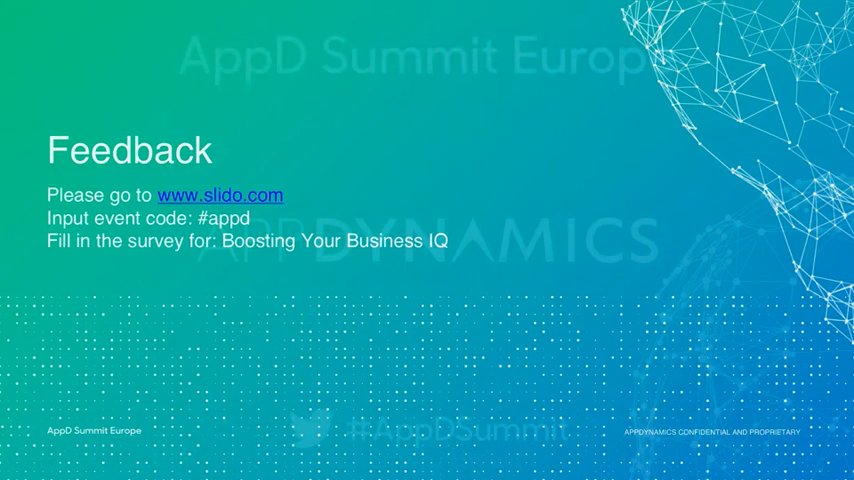 AppD Summit Europ
Feedback
Please go to www.slido.com
Input event code: #appd
Fill in the survey for: Boosting Your Business IQ
APPDYNAMICS
#AppDSummit
AppD Summit Europe
APPDYNAMICS CONFIDENTIAL AND PROPRIETARY